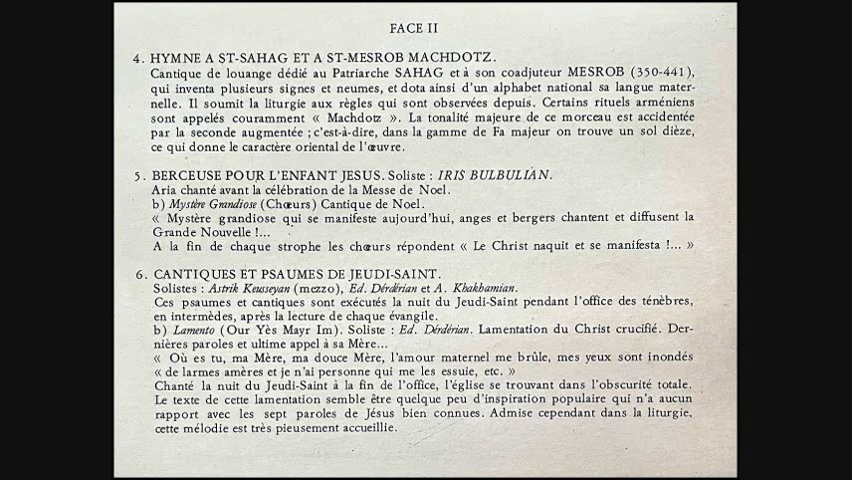 FACE II
4. HYMNE A ST-SAHAG ET A ST-MESROB MACHDOTZ.
Cantique de louange dédié au Patriarche SAHAG et à son coadjuteur MESROB (350-441),
qui inventa plusieurs signes et neumes, et dota ainsi d'un alphabet national sa langue mater-
nelle. Il soumit la liturgie aux règles qui sont observées depuis. Certains rituels arméniens
sont appelés couramment « Machdotz ». La tonalité majeure de ce morceau est accidentée
par la seconde augmentée ; c'est-à-dire, dans la gamme de Fa majeur on trouve un sol dièze,
ce qui donne le caractère oriental de l'œuvre.
5. BERCEUSE POUR L'ENFANT JESUS. Soliste : IRIS BULBULIAN.
Aria chanté avant la célébration de la Messe de Noel.
b) Mystère Grandiose (Chœurs) Cantique de Noel.
« Mystère grandiose qui se manifeste aujourd'hui, anges et bergers chantent et diffusent la
Grande Nouvelle !...
A la fin de chaque strophe les chœurs répondent « Le Christ naquit et se manifesta !... »
6. CANTIQUES ET PSAUMES DE JEUDI-SAINT.
Solistes : Astrik Keusseyan (mezzo), Ed. Dérdérian et A. Khakhamian.
Ces psaumes et cantiques sont exécutés la nuit du Jeudi-Saint pendant l'office des ténèbres,
en intermèdes, après la lecture de chaque évangile.
b) Lamento (Our Yès Mayr Im). Soliste : Ed. Dérdérian. Lamentation du Christ crucifié. Der-
nières paroles et ultime appel à sa Mère...
« Où es tu, ma Mère, ma douce Mère, l'amour maternel me brûle, mes yeux sont inondés
« de larmes amères et je n'ai personne qui me les essuie, etc. »
Chanté la nuit du Jeudi-Saint à la fin de l'office, l'église se trouvant dans l'obscurité totale.
Le texte de cette lamentation semble être quelque peu d'inspiration populaire qui n'a aucun
rapport avec les sept paroles de Jésus bien connues. Admise cependant dans la liturgie,
cette mélodie est très pieusement accueillie.